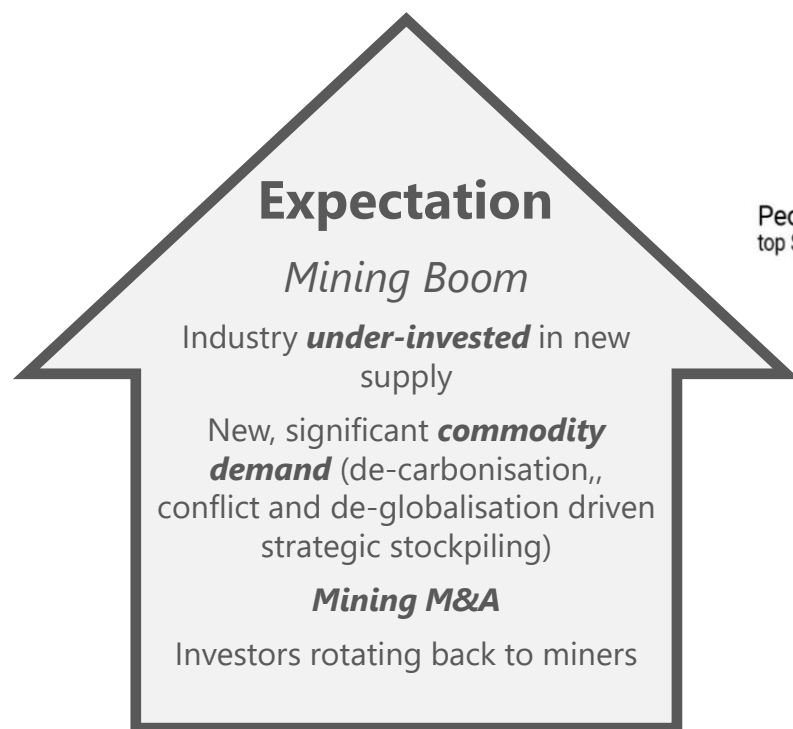 Expectation
Mining Boom
Industry under-invested in new
supply
New, significant commodity
demand (de-carbonisation,,
conflict and de-globalisation driven
strategic stockpiling)
Mining M&A
Investors rotating back to miners
top